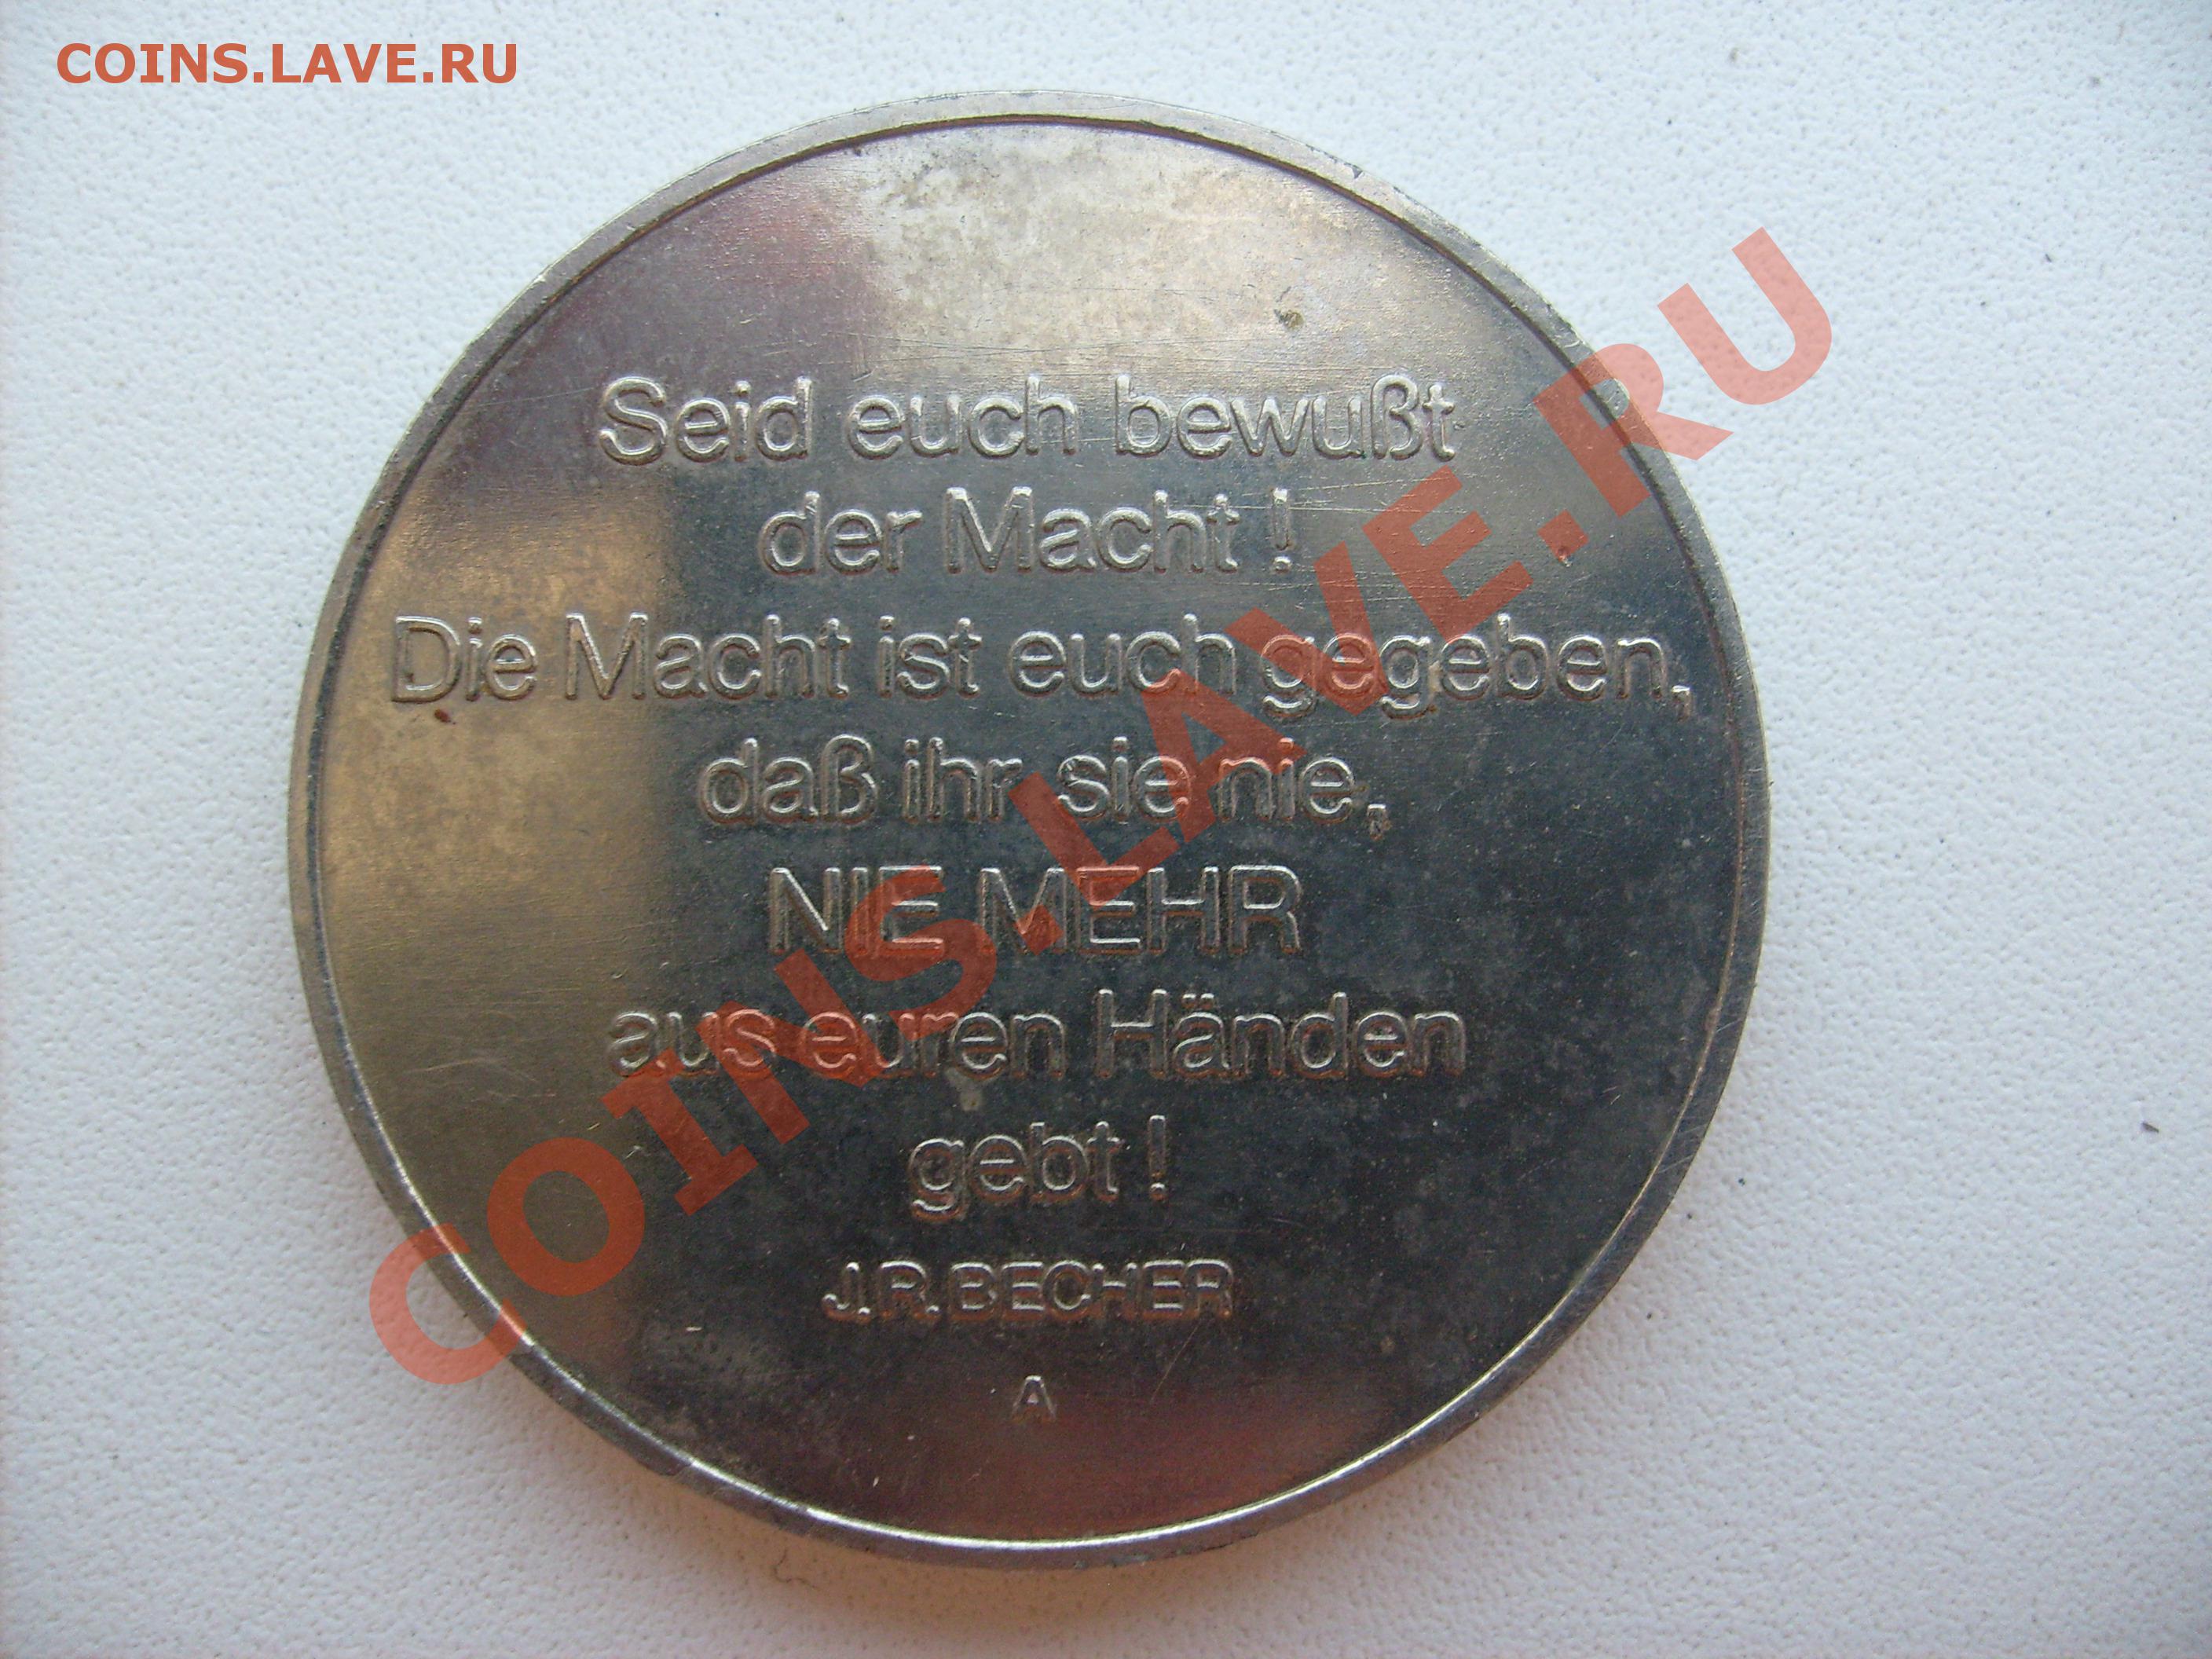 COINS.LAVE.RU
Seid euch bewußt
der Macht !
Die Macht ist euch gegeben,
daß ihr sie nie,
NIE MEHR
aus euren Händen
gebt !
J.R.BECHER
A
COINS.LAVE.RU